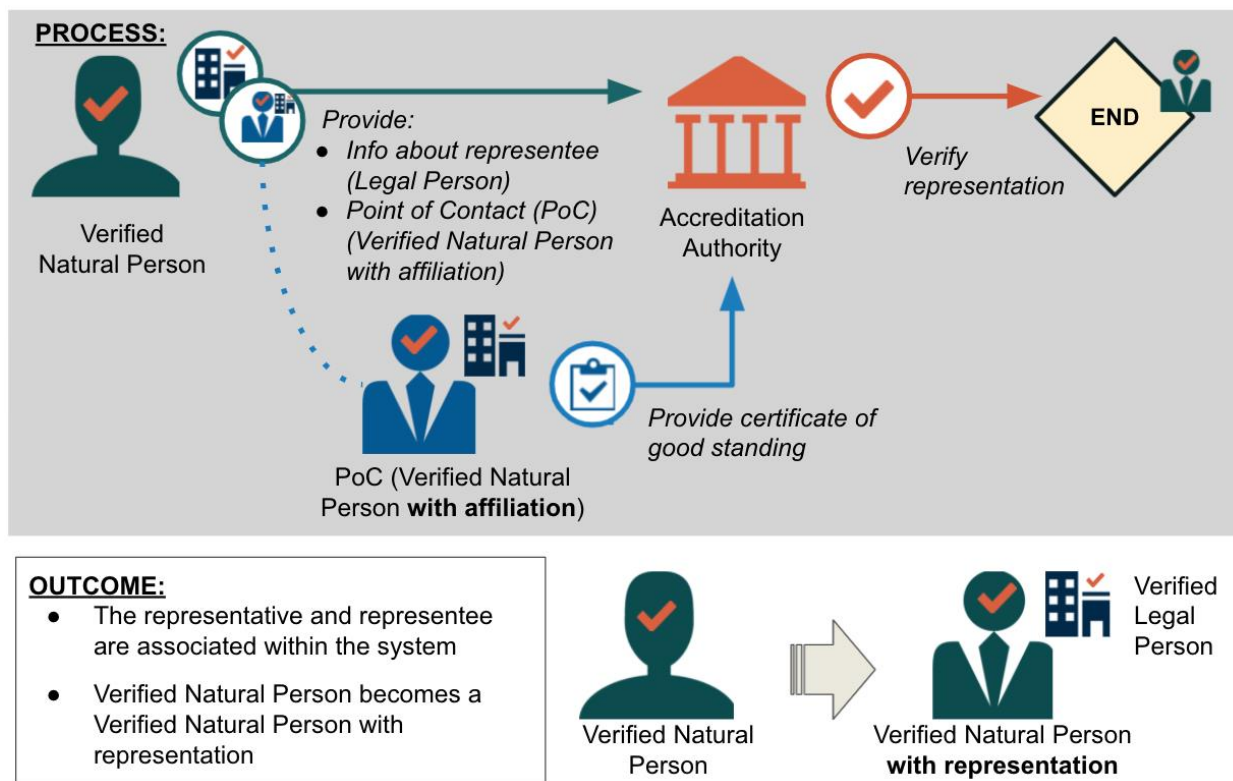 PROCESS:
Verified
Natural Person
Provide:
● Info about representee
(Legal Person)
● Point of Contact (PoC)
(Verified Natural Person
with affiliation)
Accreditation
Authority
Verify
representation
END
PoC (Verified Natural
Person with affiliation)
Provide certificate of
good standing
OUTCOME:
● The representative and representee
are associated within the system
● Verified Natural Person becomes a
Verified Natural Person with
representation
Verified Natural
Person
Verified Natural Person
with representation
Verified
Legal
Person